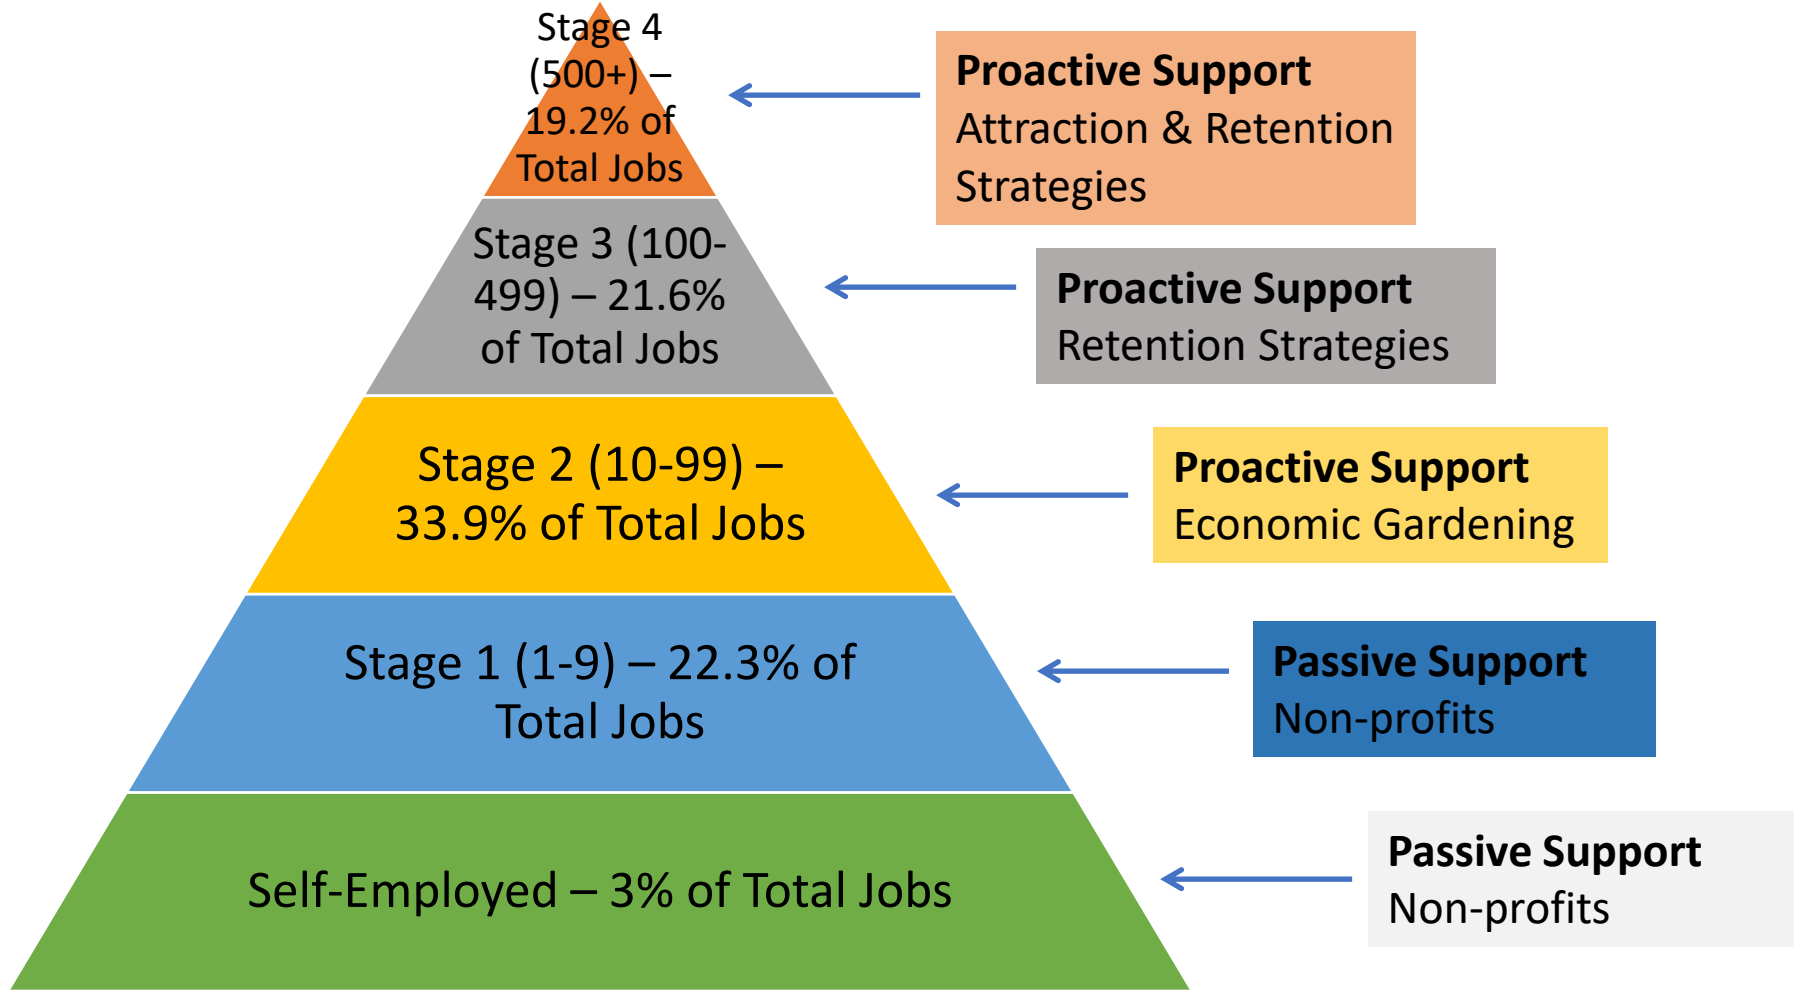 Stage 4
(500+) –
19.2% of
Total Jobs
Proactive Support
Attraction & Retention
Strategies
Stage 3 (100-
499) – 21.6%
of Total Jobs
Proactive Support
Retention Strategies
Stage 2 (10-99) –
33.9% of Total Jobs
Proactive Support
Economic Gardening
Stage 1 (1-9) – 22.3% of
Total Jobs
Passive Support
Non-profits
Self-Employed – 3% of Total Jobs
Passive Support
Non-profits